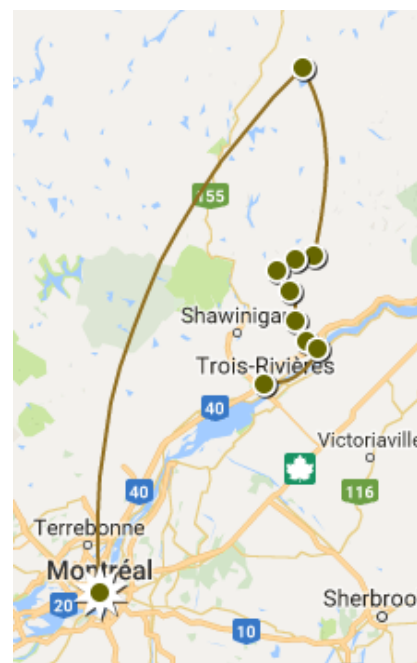 155
Shawinigan
Trois-Rivières
40
Victoriaville
40
116
Terrebonne
Montréal
20
Sherbroo
10